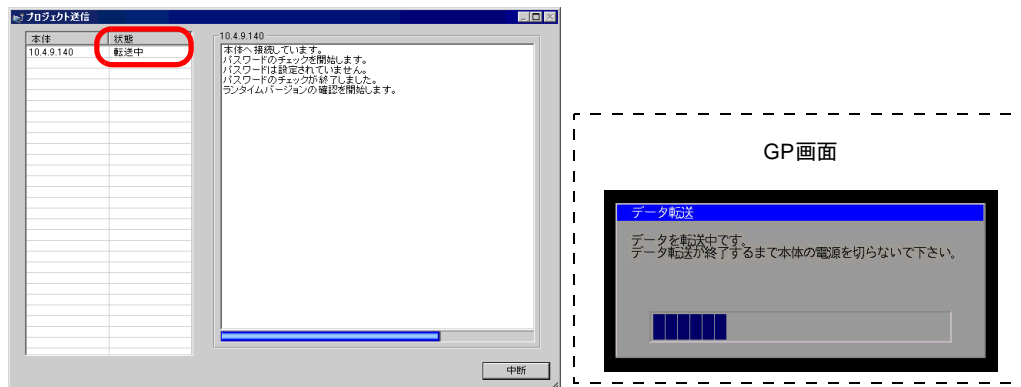 プロジェクト送信
本体 状態
10.4.9.140 転送中
10.4.9.140
本体へ接続しています。
パスワードのチェックを開始します。
パスワードは設定されていません。
パスワードのチェックが終了しました。
ランタイムバージョンの確認を開始します。
中断
GP画面
データ転送
データを転送中です。
データ転送が終了するまで本体の電源を切らないで下さい。